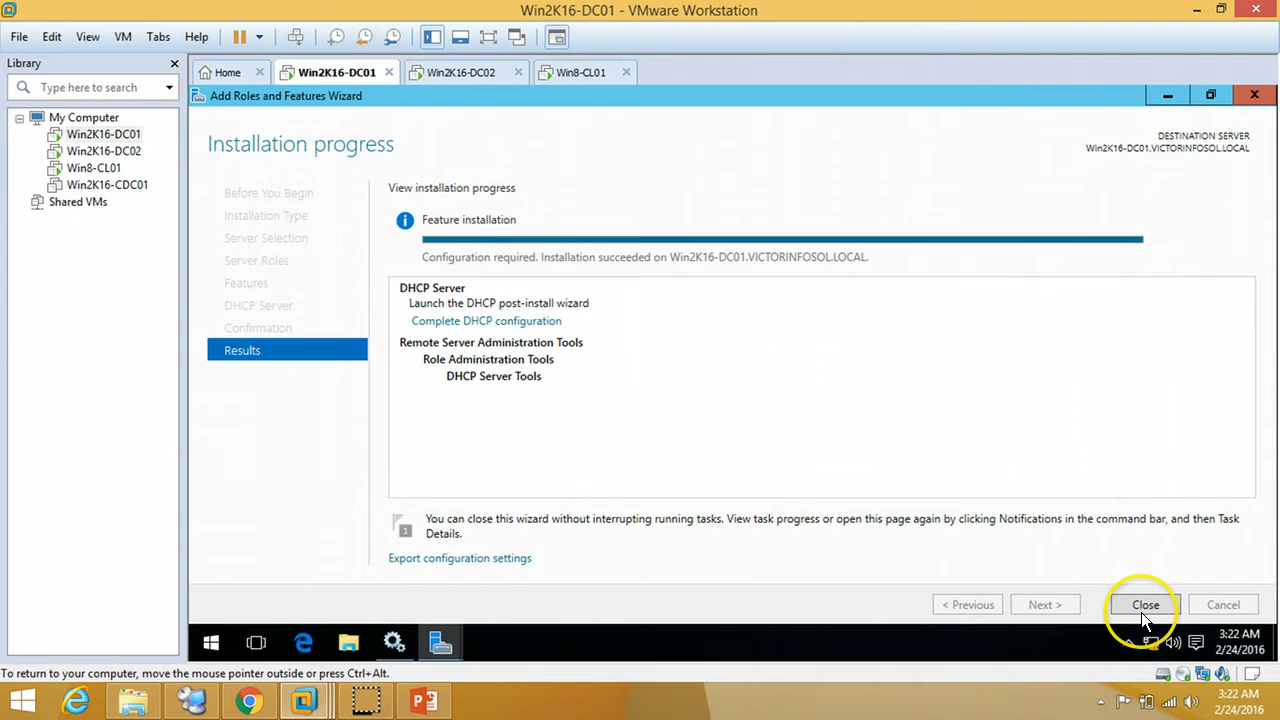 Win2K16-DC01 - VMware Workstation
File Edit View VM Tabs Help
Library
Type here to search
My Computer
Win2K16-DC01
Win2K16-DC02
Win8-CL01
Win2K16-CDC01
Shared VMs
Home Win2K16-DC01 Win2K16-DC02 Win8-CL01
Add Roles and Features Wizard
Installation progress
DESTINATION SERVER
Win2K16-DC01.VICTORINFOSOL.LOCAL
Before You Begin
Installation Type
Server Selection
Server Roles
Features
DHCP Server
Confirmation
Results
View installation progress
Feature installation
Configuration required. Installation succeeded on Win2K16-DC01.VICTORINFOSOL.LOCAL.
DHCP Server
Launch the DHCP post-install wizard
Complete DHCP configuration
Remote Server Administration Tools
Role Administration Tools
DHCP Server Tools
1
You can close this wizard without interrupting running tasks. View task progress or open this page again by clicking Notifications in the command bar, and then Task
Details.
Export configuration settings
< Previous Next > Close Cancel
3:22 AM
2/24/2016
To return to your computer, move the mouse pointer outside or press Ctrl+Alt.
3:22 AM
2/24/2016